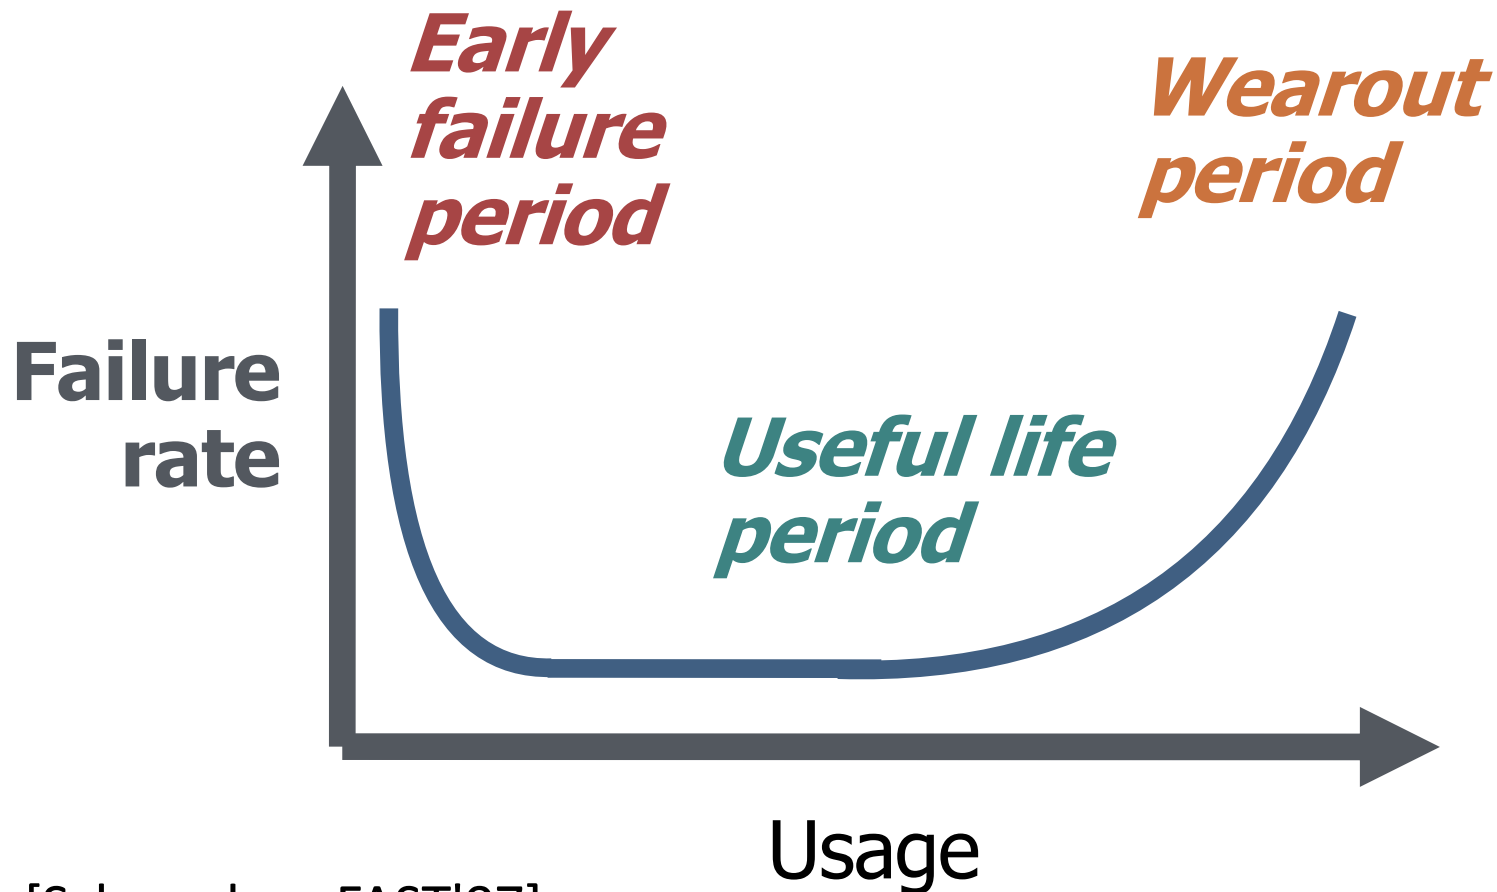 Early
failure
period
Wearout
period
Failure
rate
Useful life
period
Usage